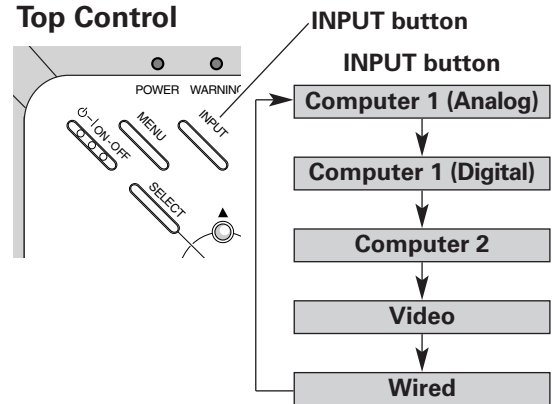 Top Control
INPUT button
INPUT button
POWER WARNING
ON-OFF
MENU
INPUT
SELECT
Computer 1 (Analog)
Computer 1 (Digital)
Computer 2
Video
Wired